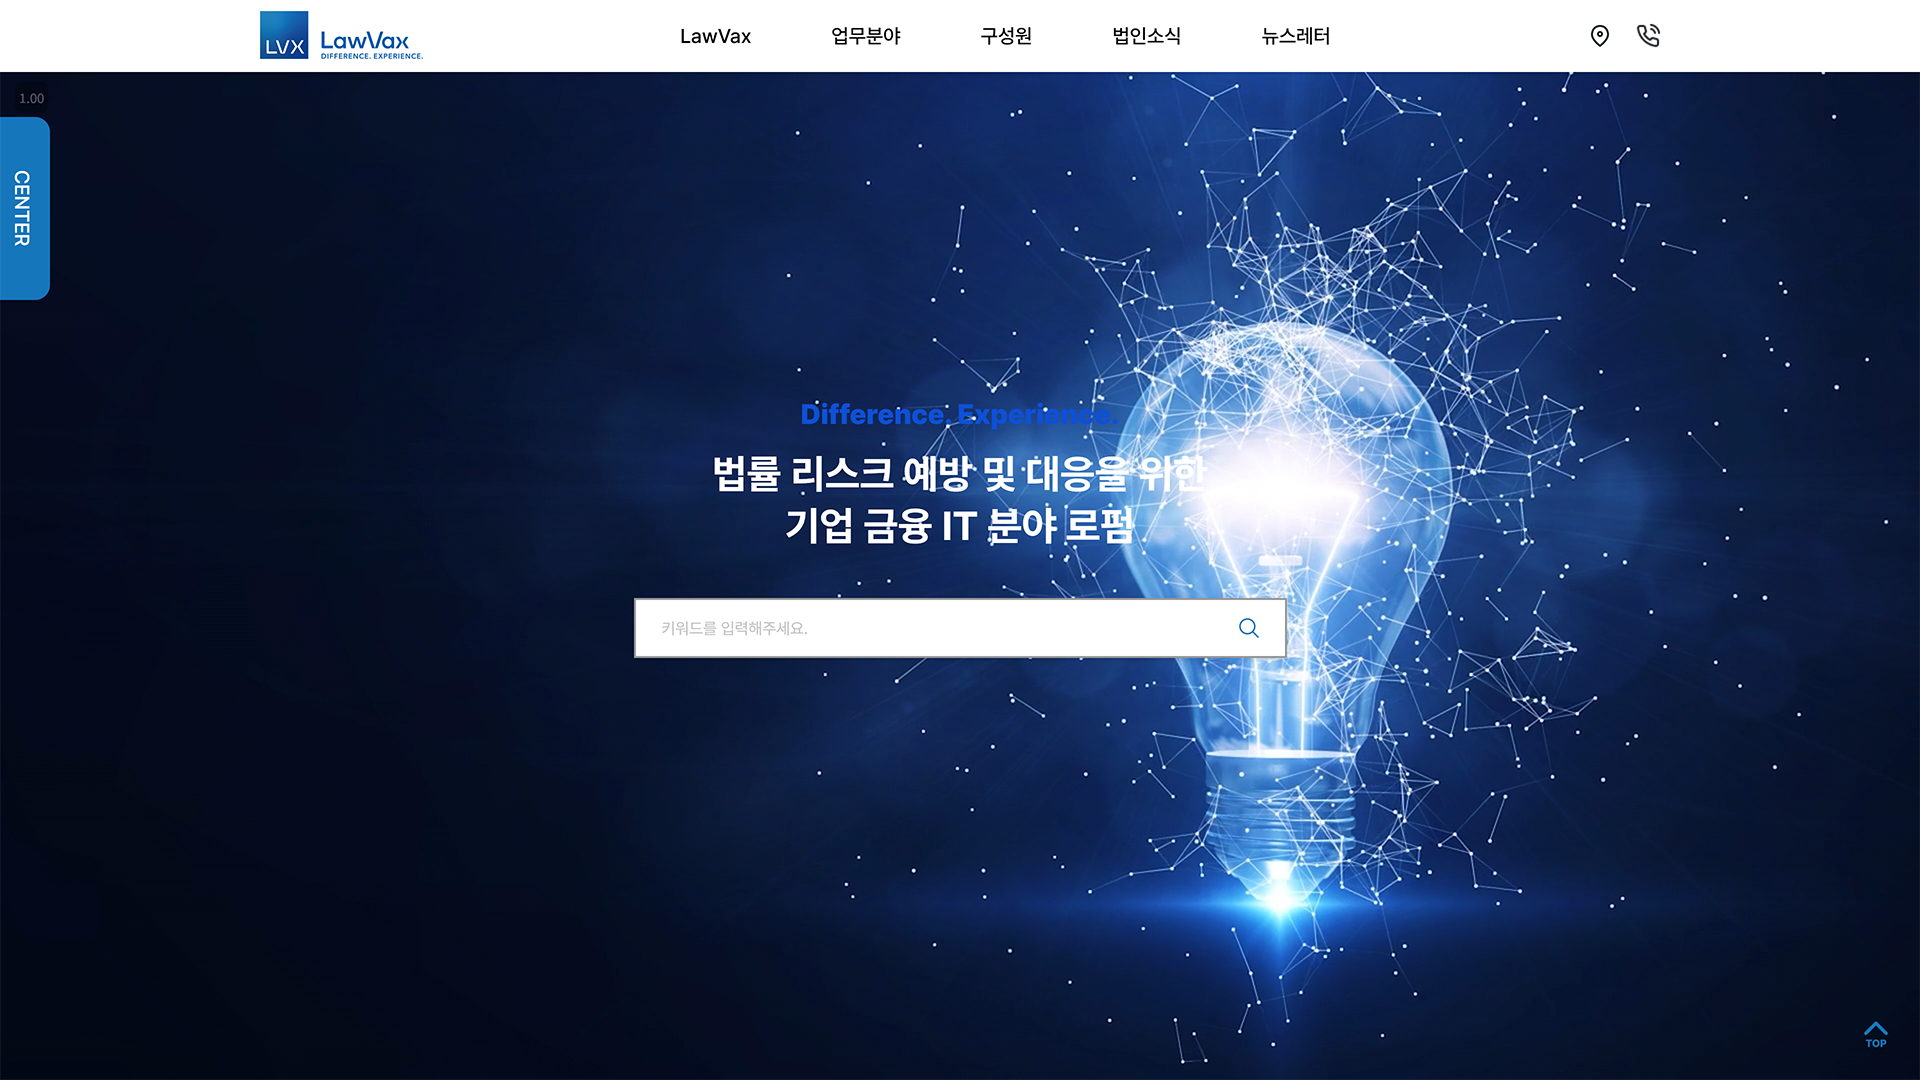 LVX
LawVax
DIFFERENCE. EXPERIENCE.
LawVax
업무분야
구성원
법인소식
뉴스레터
1.00
CENTER
Difference. Experience.
법률 리스크 예방 및 대응을 위한
기업 금융 IT 분야 로펌
키워드를 입력해주세요.
TOP